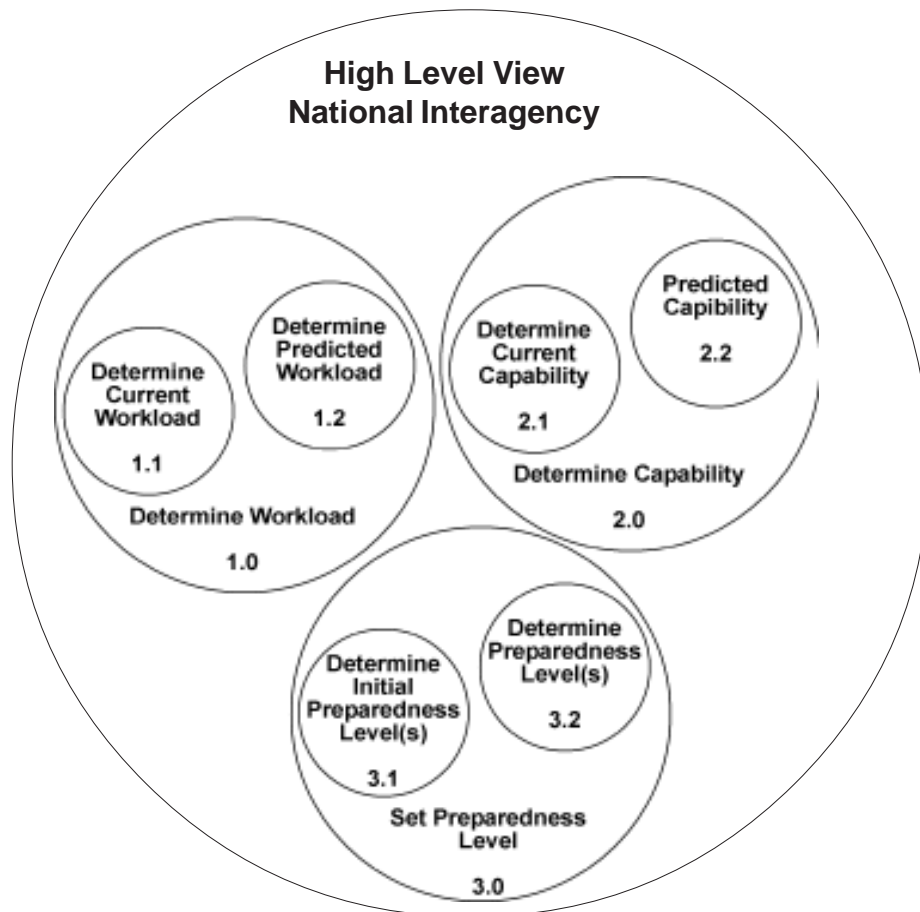 High Level View
National Interagency
Determine
Current
Workload
1.1
Determine
Predicted
Workload
1.2
Determine Workload
1.0
Determine
Current
Capability
2.1
Predicted
Capibility
2.2
Determine Capability
2.0
Determine
Initial
Preparedness
Level(s)
3.1
Determine
Preparedness
Level(s)
3.2
Set Preparedness
Level
3.0